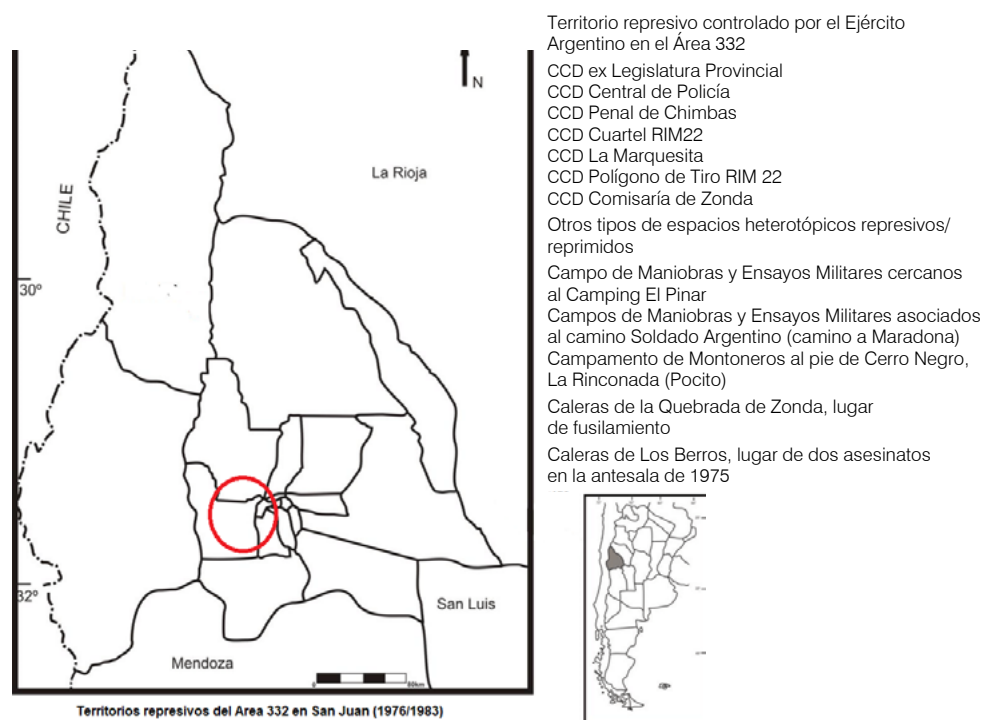 Territorio represivo controlado por el Ejército
Argentino en el Área 332
CCD ex Legislatura Provincial
CCD Central de Policía
CCD Penal de Chimbas
CCD Cuartel RIM22
CCD La Marquesita
CCD Polígono de Tiro RIM 22
CCD Comisaría de Zonda
Otros tipos de espacios heterotópicos represivos/
reprimidos
Campo de Maniobras y Ensayos Militares cercanos
al Camping El Pinar
Campos de Maniobras y Ensayos Militares asociados
al camino Soldado Argentino (camino a Maradona)
Campamento de Montoneros al pie de Cerro Negro,
La Rinconada (Pocito)
Caleras de la Quebrada de Zonda, lugar
de fusilamiento
Caleras de Los Berros, lugar de dos asesinatos
en la antesala de 1975
N
La Rioja
CHILE
30º
32º
San Luis
Mendoza
0
80km
Territorios represivos del Area 332 en San Juan (1976/1983)